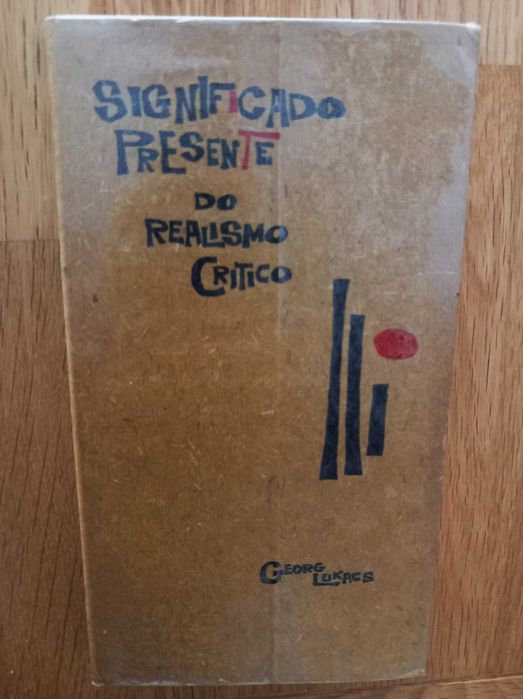 SIGNIFiCADO
PRESENTE
DO
REALISMO
CRITICO
GEORG
LUKACS